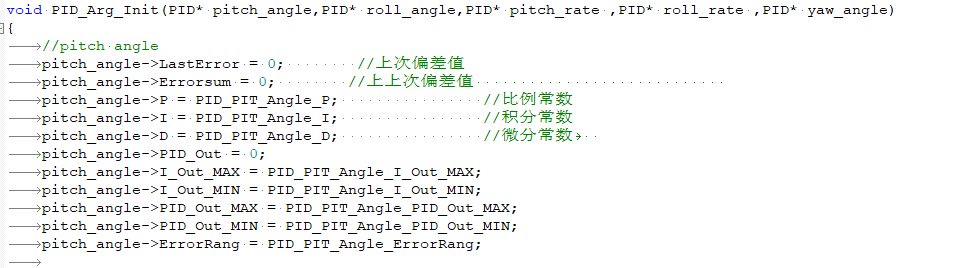 void PID_Arg_Init(PID* pitch_angle,PID* roll_angle,PID* pitch_rate ,PID* roll_rate ,PID* yaw_angle)
{
//pitch angle
pitch_angle->LastError = 0; //上次偏差值
pitch_angle->Errorsum = 0; //上上次偏差值
pitch_angle->P = PID_PIT_Angle_P; //比例常数
pitch_angle->I = PID_PIT_Angle_I; //积分常数
pitch_angle->D = PID_PIT_Angle_D; //微分常数
pitch_angle->PID_Out = 0;
pitch_angle->I_Out_MAX = PID_PIT_Angle_I_Out_MAX;
pitch_angle->I_Out_MIN = PID_PIT_Angle_I_Out_MIN;
pitch_angle->PID_Out_MAX = PID_PIT_Angle_PID_Out_MAX;
pitch_angle->PID_Out_MIN = PID_PIT_Angle_PID_Out_MIN;
pitch_angle->ErrorRang = PID_PIT_Angle_ErrorRang;